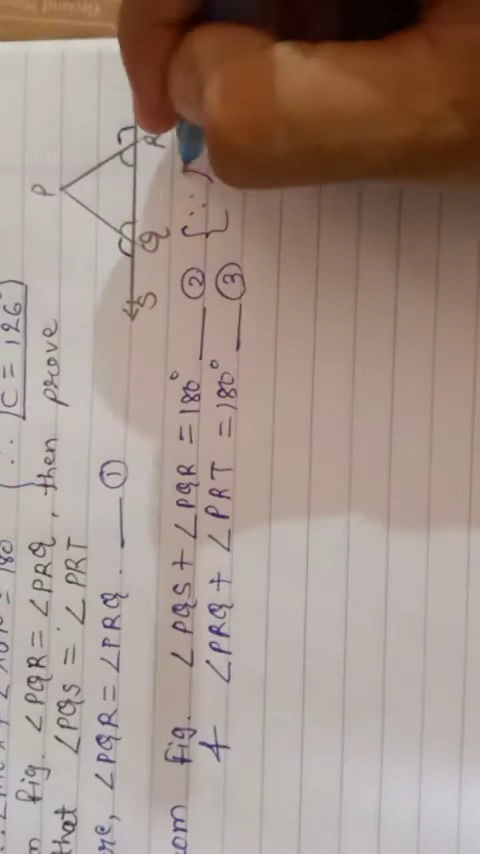 ∴ C = 126°
fig. ∠PQR = ∠PRQ, then prove
that ∠PQS = ∠PRT
∠PQR = ∠PRQ. — ①
P
S Q R
fig. ∠PQS + ∠PQR = 180° — ②
∠PRQ + ∠PRT = 180° — ③
{∵